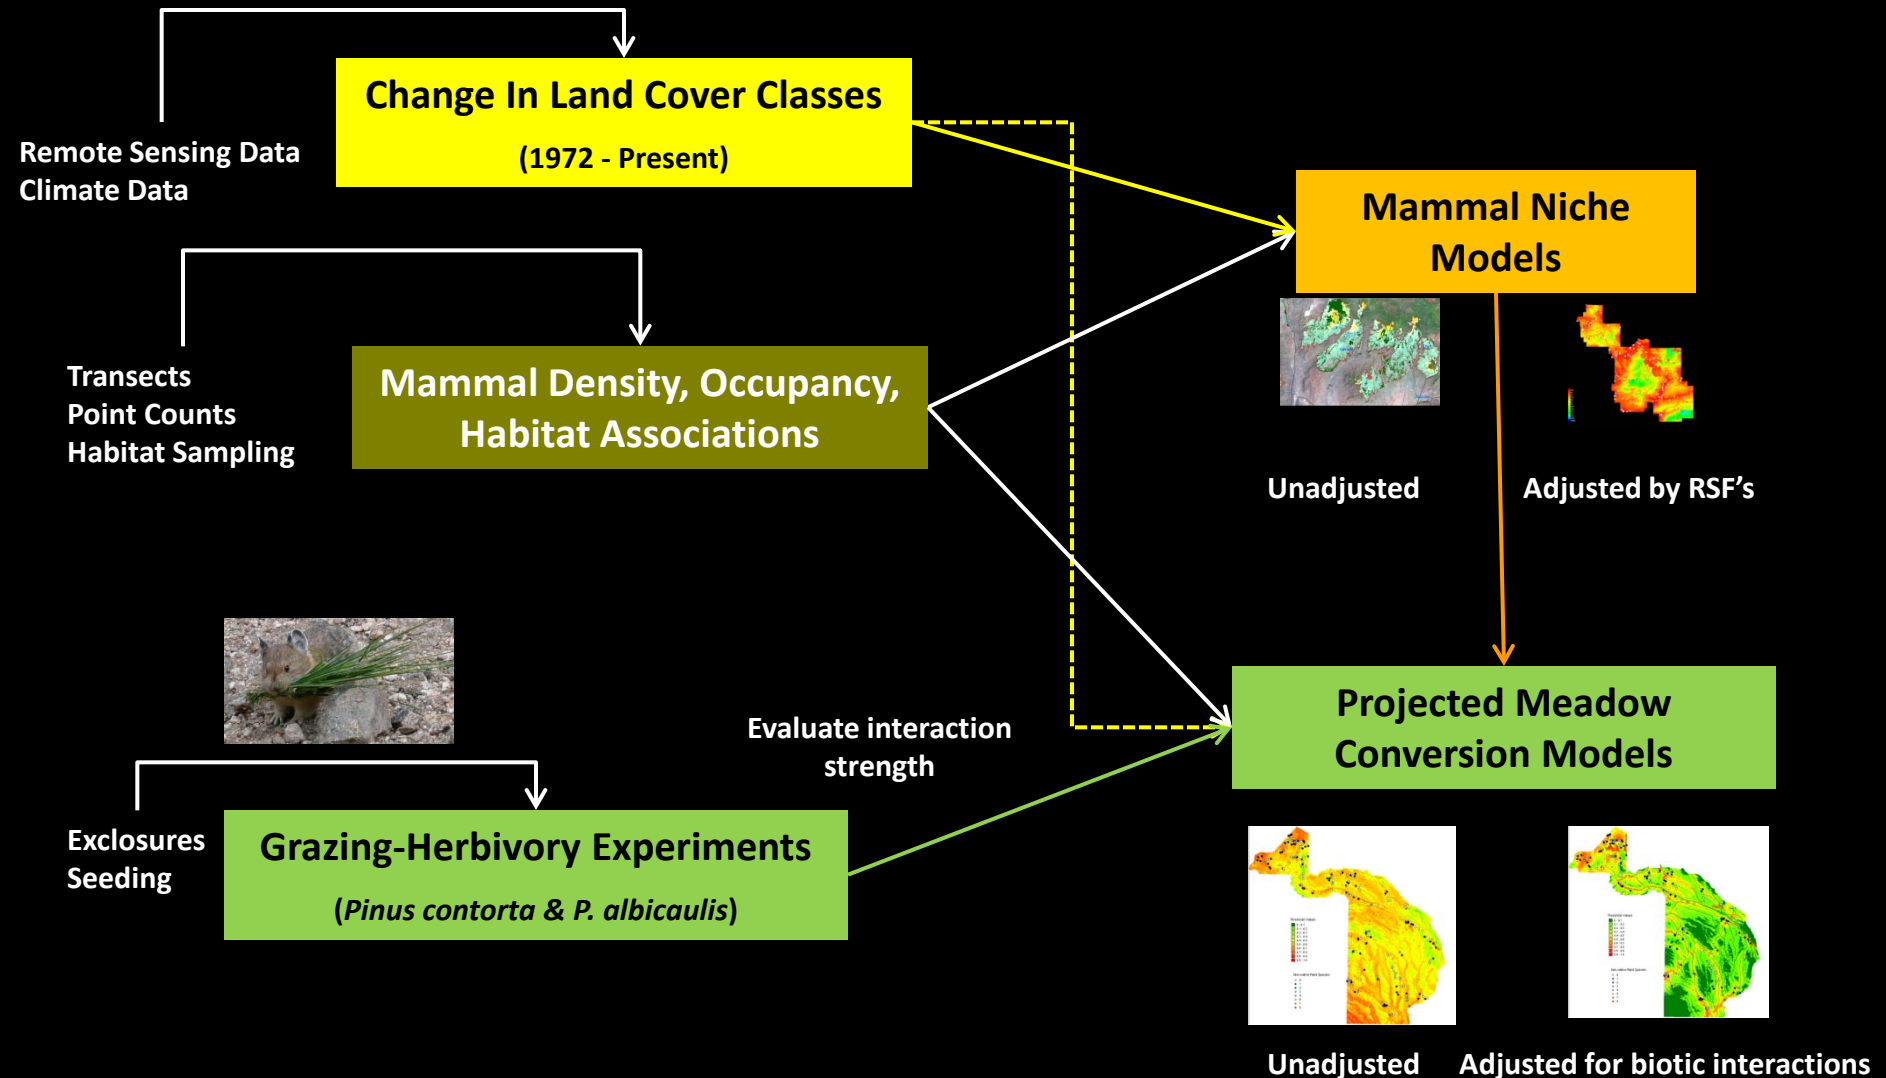 Change In Land Cover Classes
(1972 - Present)
Remote Sensing Data
Climate Data
Mammal Niche
Models
Transects
Point Counts
Habitat Sampling
Mammal Density, Occupancy,
Habitat Associations
Unadjusted
Adjusted by RSF's
Evaluate interaction
strength
Projected Meadow
Conversion Models
Exclosures
Seeding
Grazing-Herbivory Experiments
(Pinus contorta & P. albicaulis)
Unadjusted
Adjusted for biotic interactions